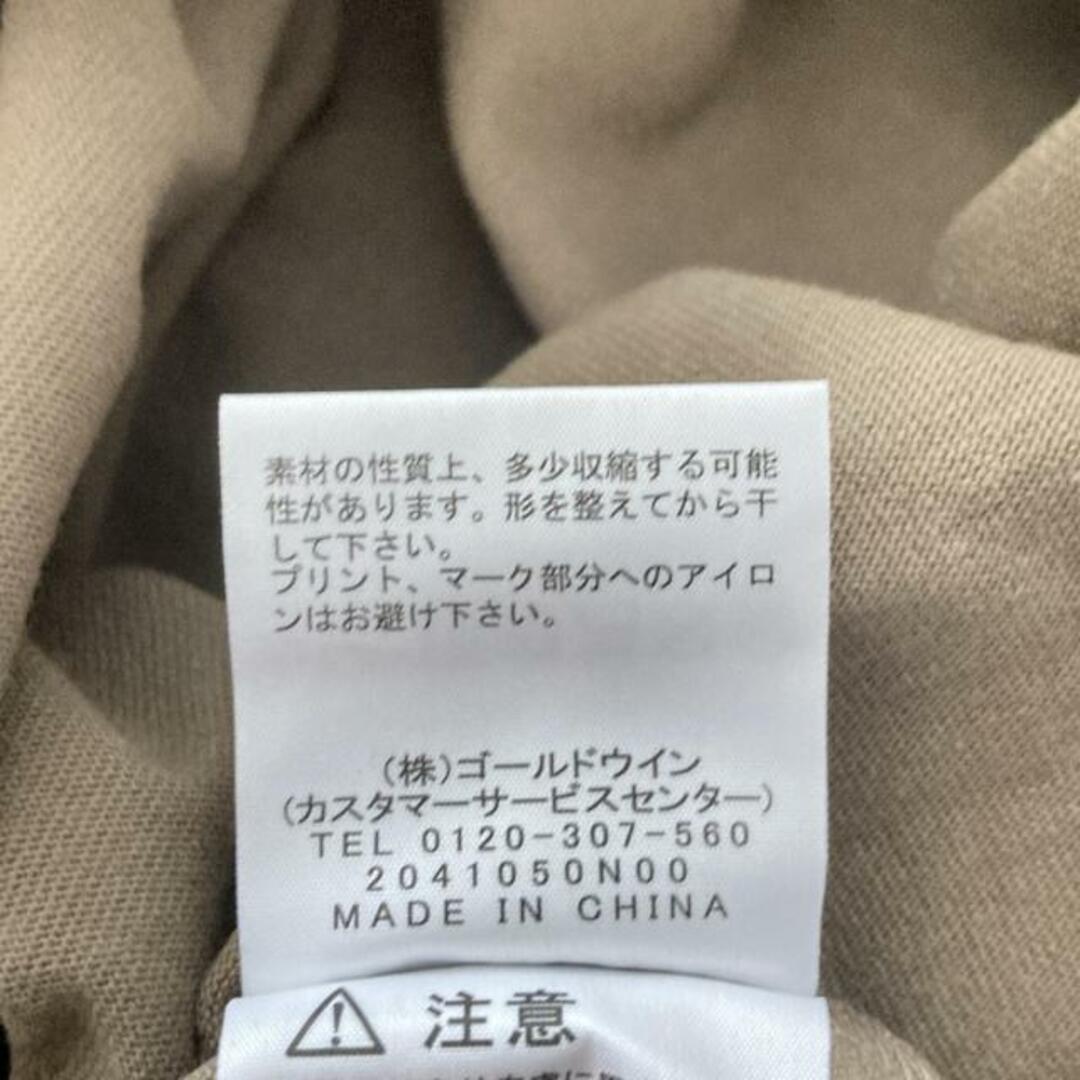 素材の性質上、多少収縮する可能
性があります。形を整えてから干
して下さい。
プリント、マーク部分へのアイロ
ンはお避け下さい。
(株)ゴールドウイン
(カスタマーサービスセンター)
TEL 0120-307-560
2041050N00
MADE IN CHINA
注意